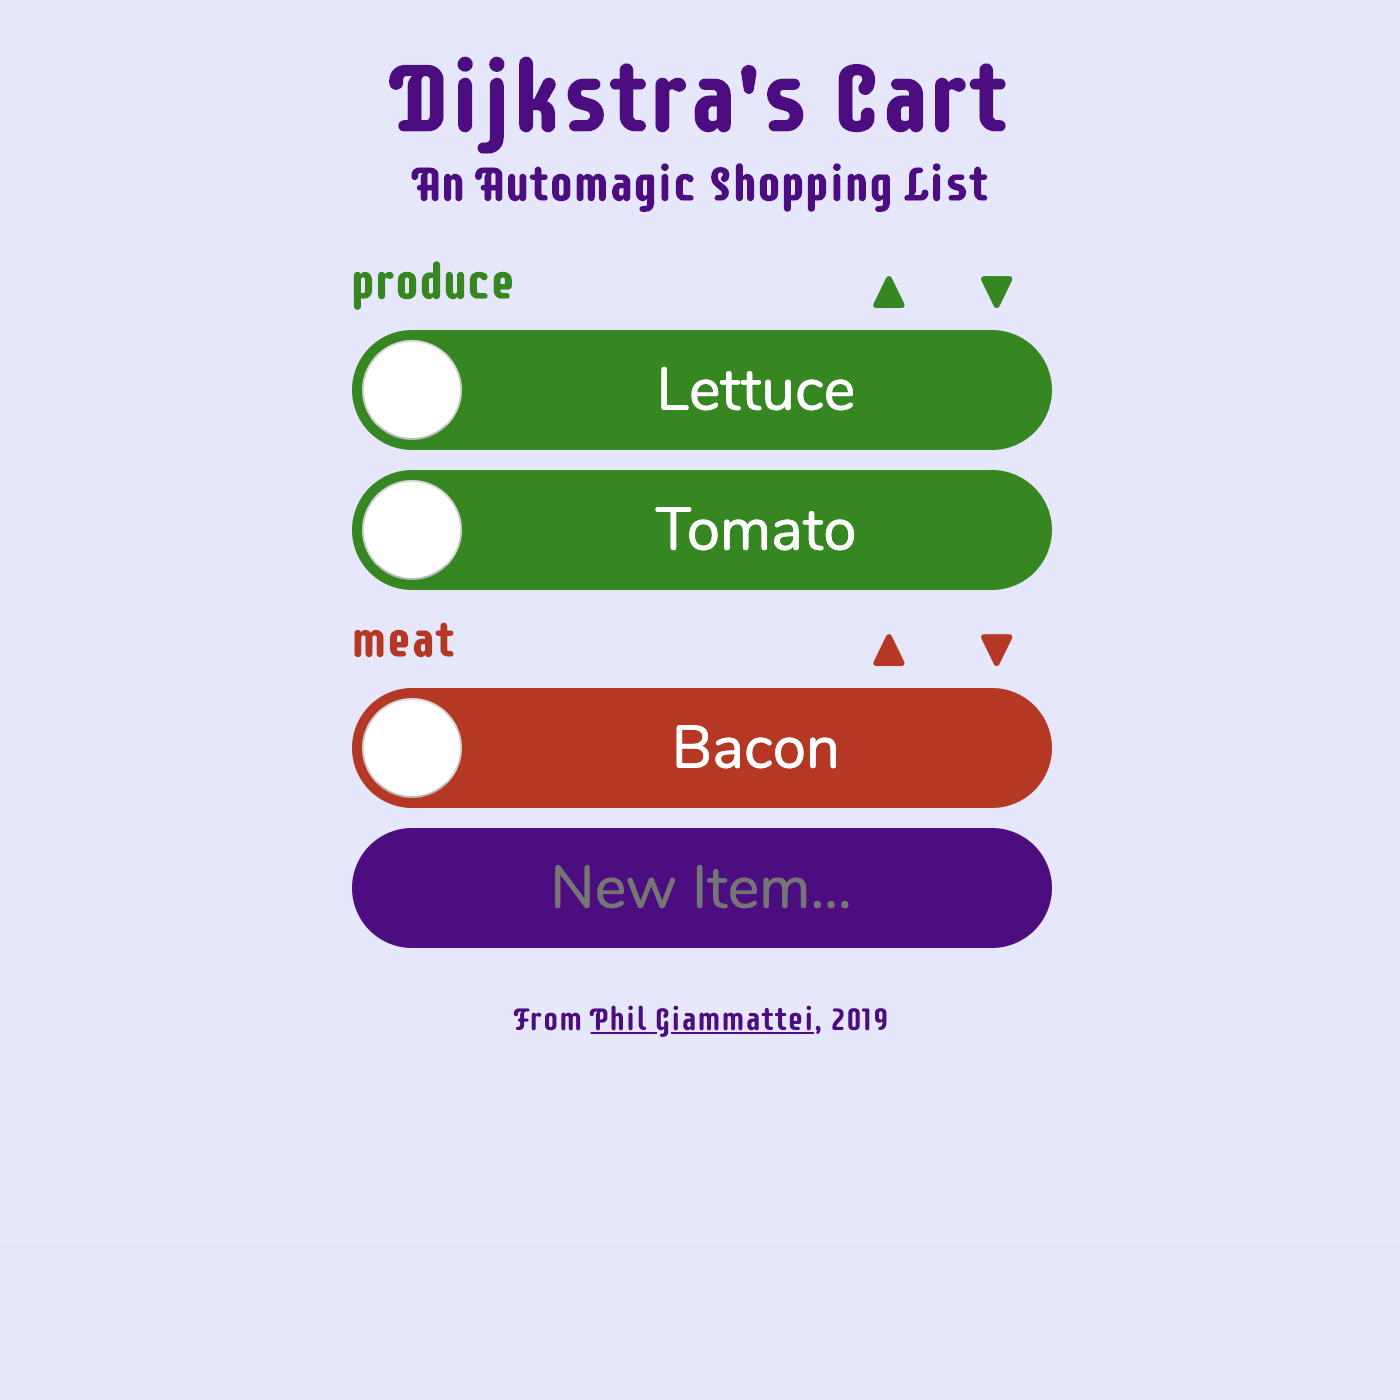 Dijkstra's Cart
An Automagic Shopping List
produce
Lettuce
Tomato
meat
Bacon
New Item...
From Phil Giammattei, 2019